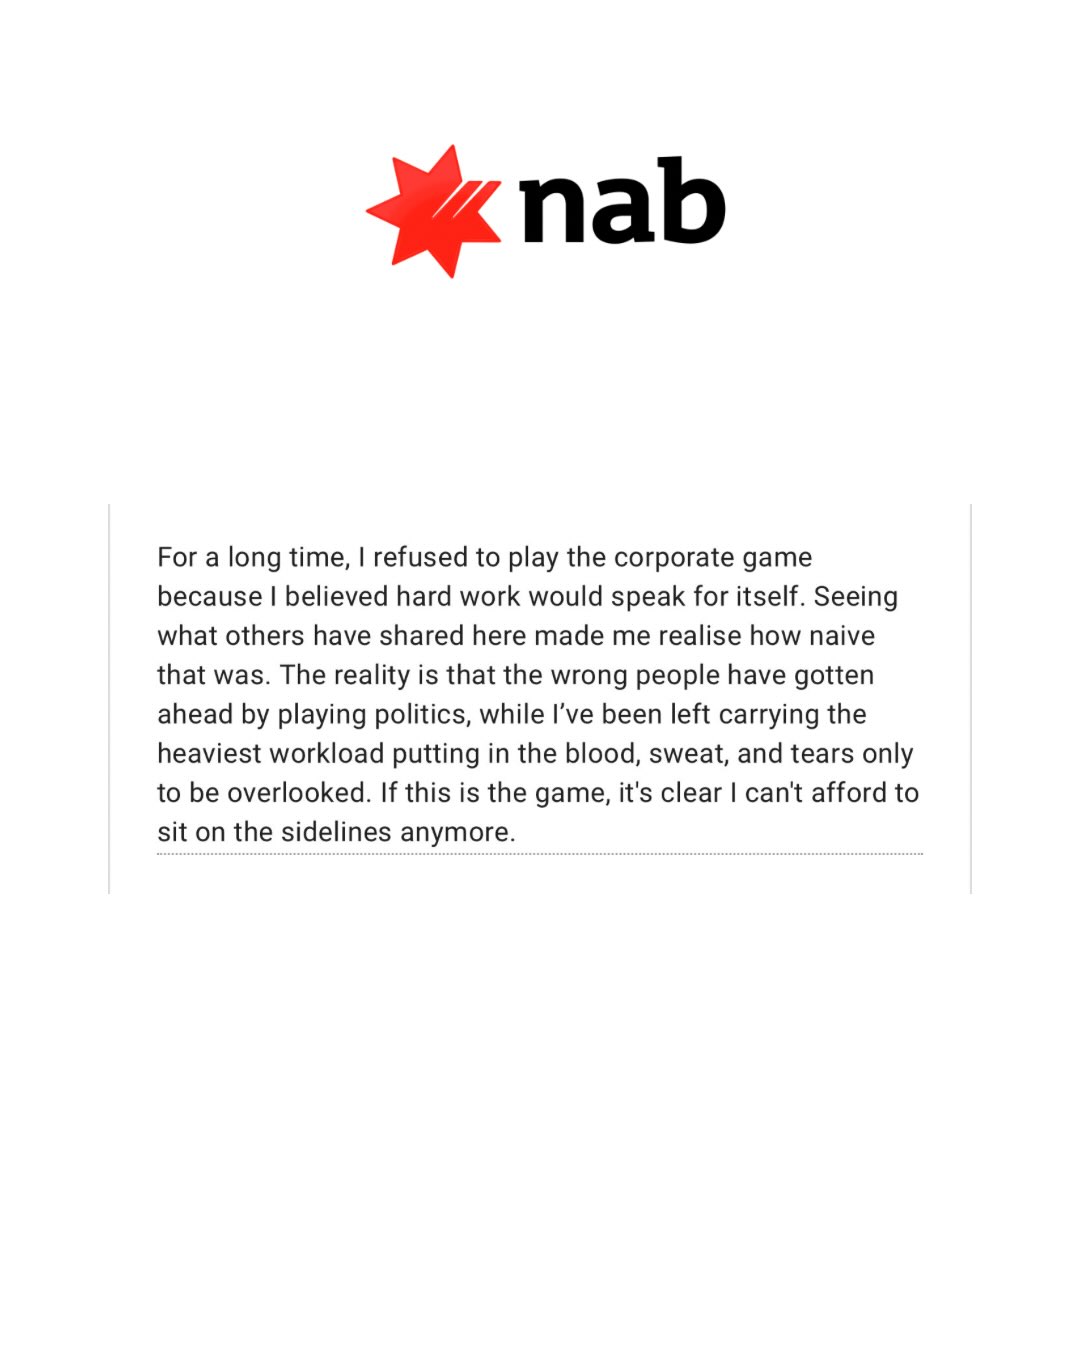 nab
For a long time, I refused to play the corporate game
because I believed hard work would speak for itself. Seeing
what others have shared here made me realise how naive
that was. The reality is that the wrong people have gotten
ahead by playing politics, while I’ve been left carrying the
heaviest workload putting in the blood, sweat, and tears only
to be overlooked. If this is the game, it's clear I can't afford to
sit on the sidelines anymore.